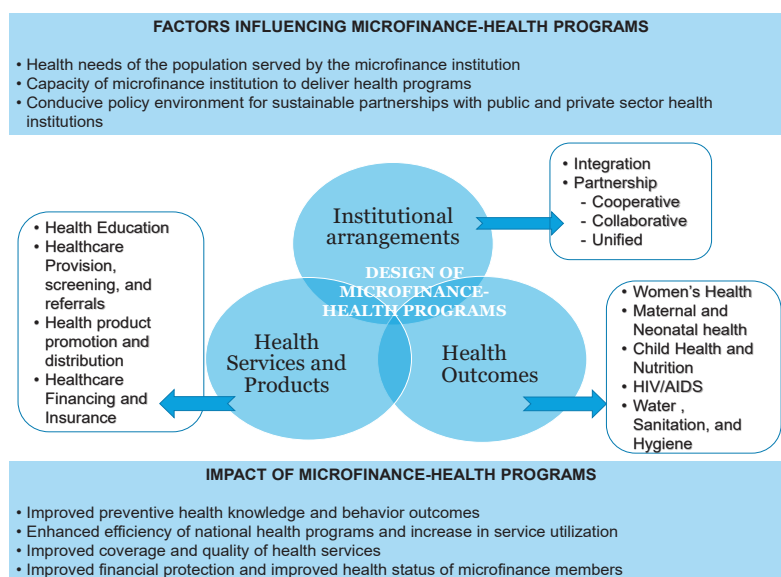 FACTORS INFLUENCING MICROFINANCE-HEALTH PROGRAMS
• Health needs of the population served by the microfinance institution
• Capacity of microfinance institution to deliver health programs
• Conducive policy environment for sustainable partnerships with public and private sector health
institutions
Institutional
arrangements
• Integration
• Partnership
- Cooperative
- Collaborative
- Unified
• Health Education
• Healthcare
Provision,
screening, and
referrals
• Health product
promotion and
distribution
• Healthcare
Financing and
Insurance
DESIGN OF
MICROFINANCE-
HEALTH PROGRAMS
Health
Services and
Products
Health
Outcomes
• Women's Health
• Maternal and
Neonatal health
• Child Health and
Nutrition
• HIV/AIDS
• Water ,
Sanitation, and
Hygiene
IMPACT OF MICROFINANCE-HEALTH PROGRAMS
• Improved preventive health knowledge and behavior outcomes
• Enhanced efficiency of national health programs and increase in service utilization
• Improved coverage and quality of health services
• Improved financial protection and improved health status of microfinance members